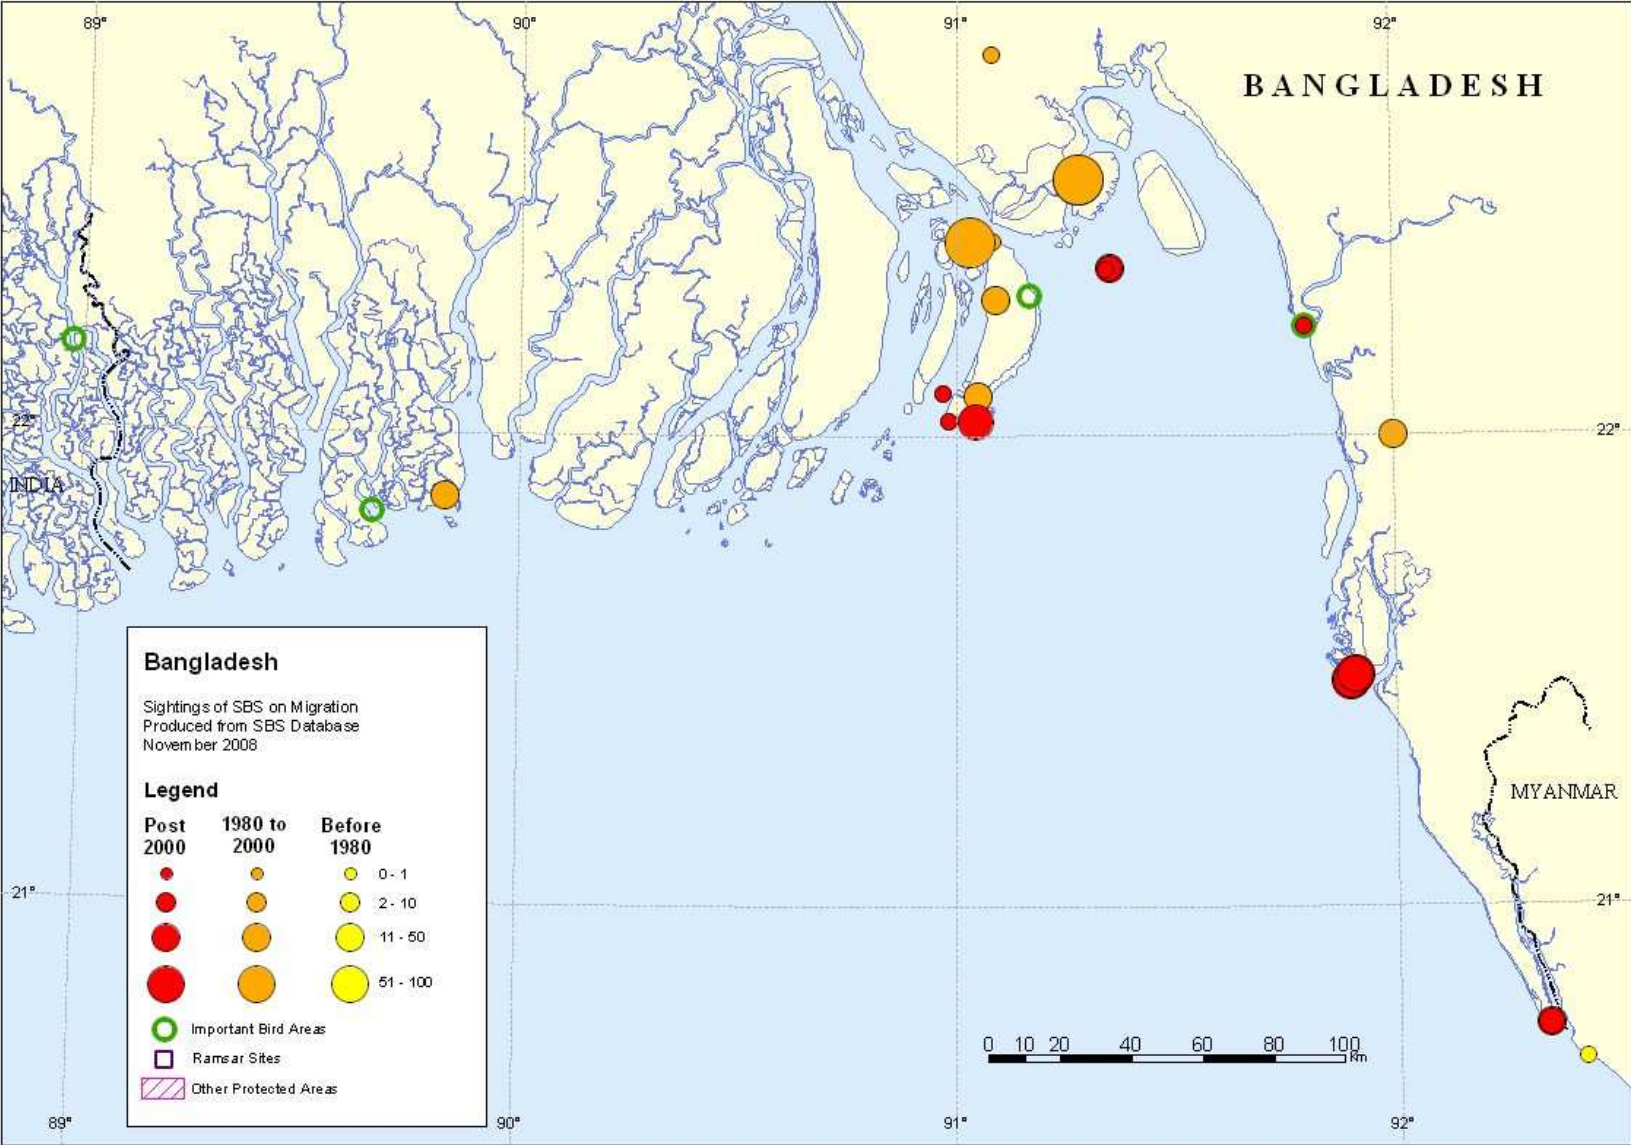 89° 90° 91° 92°
BANGLADESH
22° 22°
INDIA
Bangladesh
Sightings of SBS on Migration
Produced from SBS Database
November 2008
Legend
Post 2000
1980 to 2000
Before 1980
0 - 1
2 - 10
11 - 50
51 - 100
Important Bird Areas
Ramsar Sites
Other Protected Areas
MYANMAR
21° 21°
0 10 20 40 60 80 100
Km
89° 90° 91° 92°